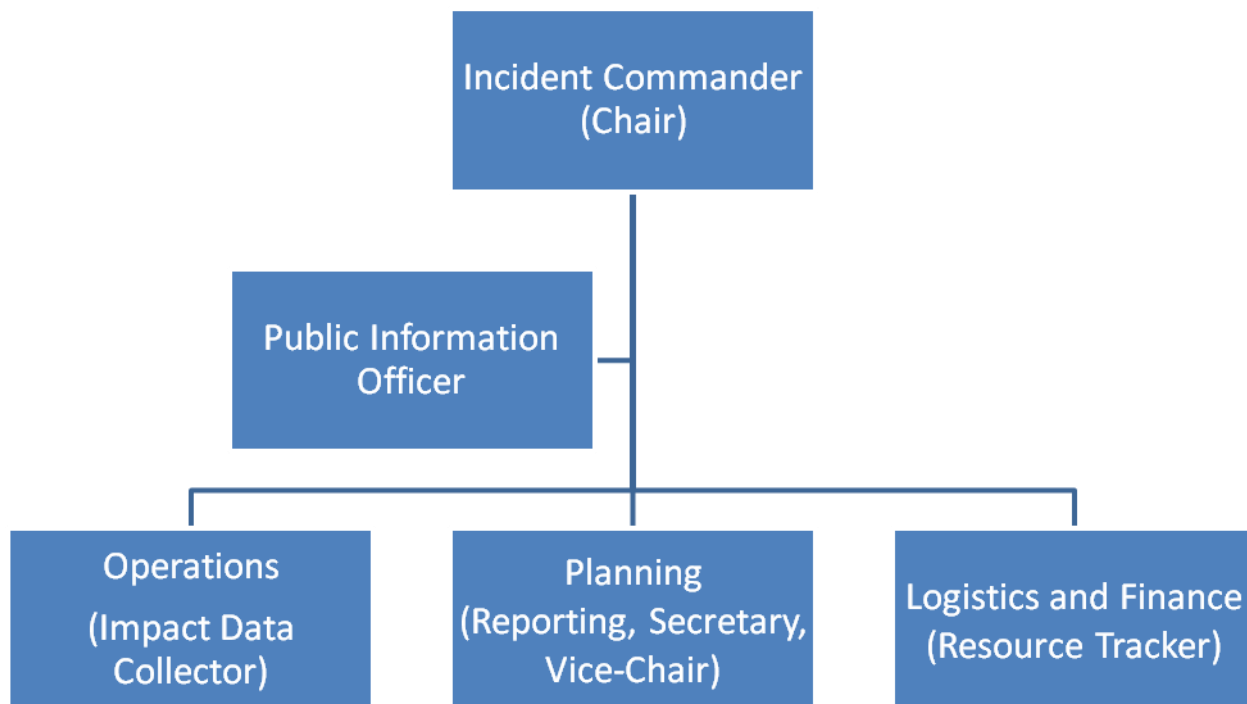 Incident Commander
(Chair)
Public Information
Officer
Operations
(Impact Data
Collector)
Planning
(Reporting, Secretary,
Vice-Chair)
Logistics and Finance
(Resource Tracker)